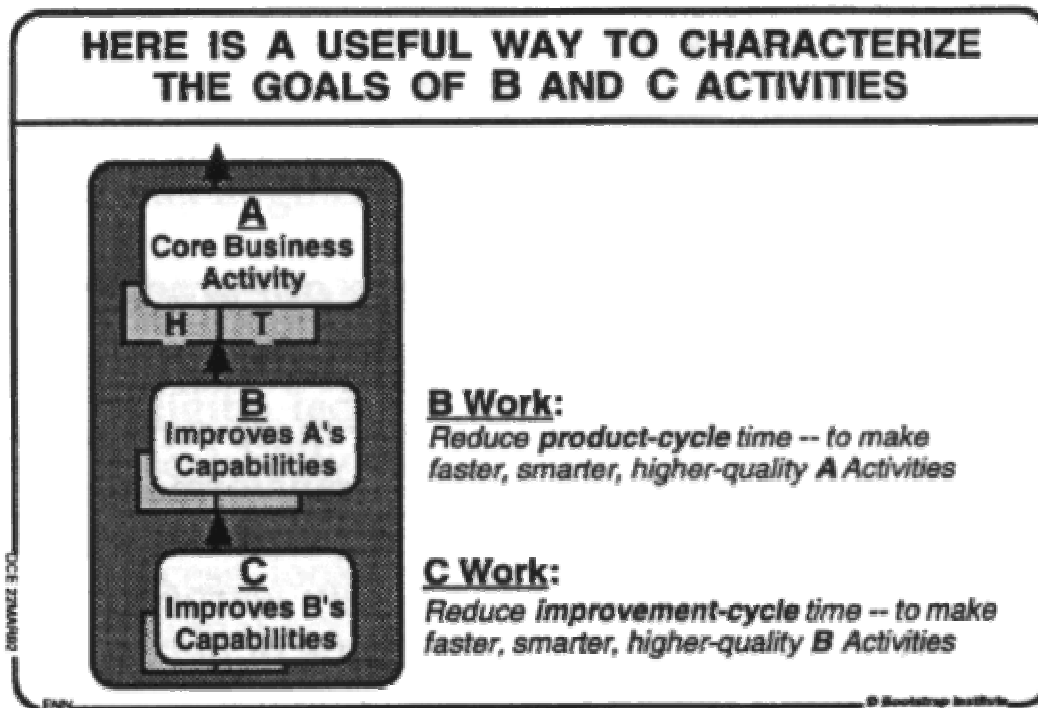 HERE IS A USEFUL WAY TO CHARACTERIZE
THE GOALS OF B AND C ACTIVITIES
A
Core Business
Activity
H T
B
Improves A's
Capabilities
B Work:
Reduce product-cycle time -- to make
faster, smarter, higher-quality A Activities
C
Improves B's
Capabilities
C Work:
Reduce improvement-cycle time -- to make
faster, smarter, higher-quality B Activities
© Bootstrap Institute